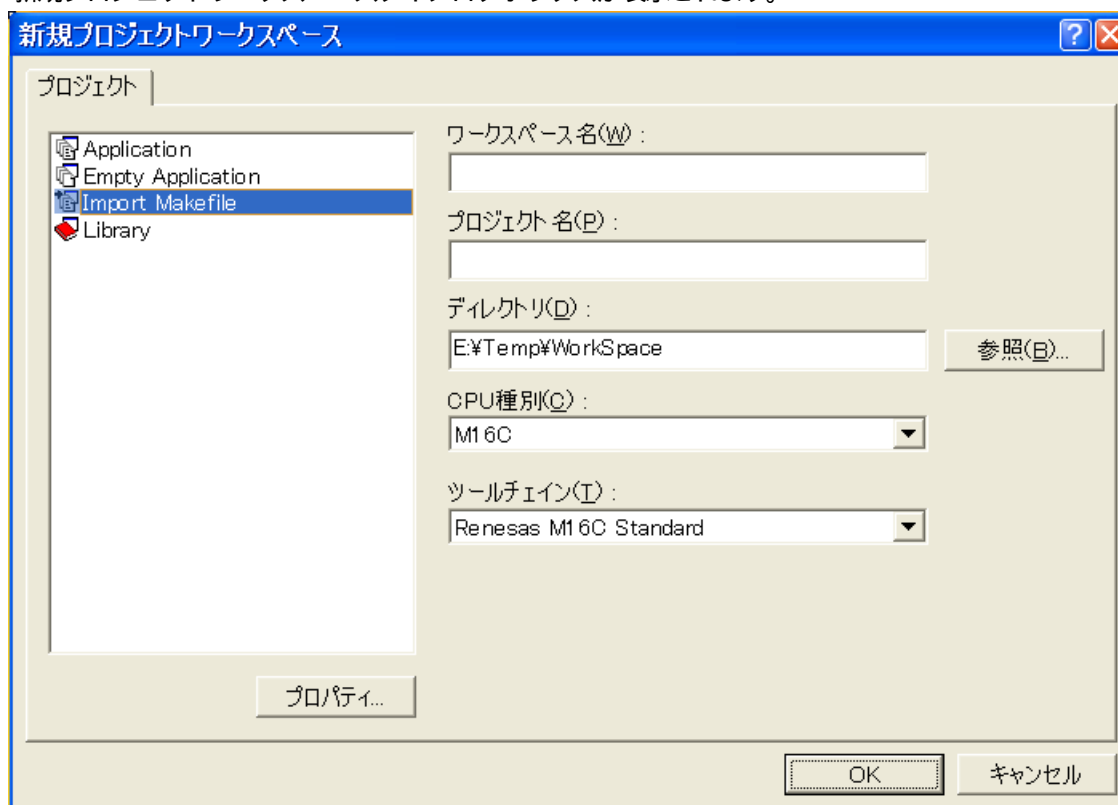 新規プロジェクトワークスペース
プロジェクト
Application
Empty Application
Import Makefile
Library
プロパティ...
ワークスペース名(W) :
プロジェクト名(P) :
ディレクトリ(D) :
E:¥Temp¥WorkSpace
参照(B)...
CPU種別(C) :
M16C
ツールチェイン(T) :
Renesas M16C Standard
OK
キャンセル